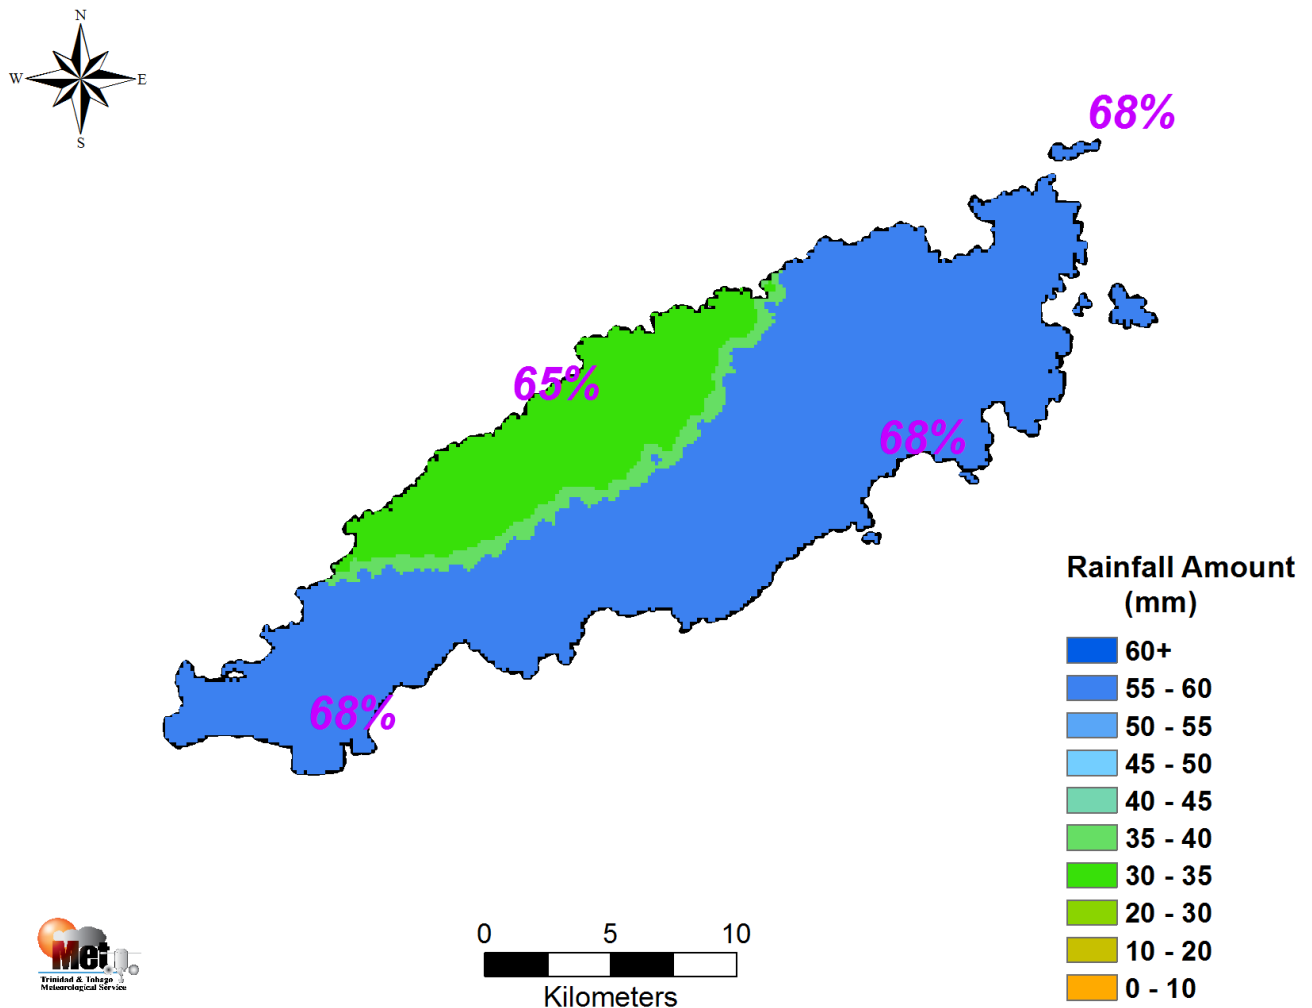 N
W
E
S
68%
65%
68%
68%
Rainfall Amount
(mm)
60+
55 - 60
50 - 55
45 - 50
40 - 45
35 - 40
30 - 35
20 - 30
10 - 20
0 - 10
0 5 10
Kilometers
Met
Trinidad & Tobago
Meteorological Service